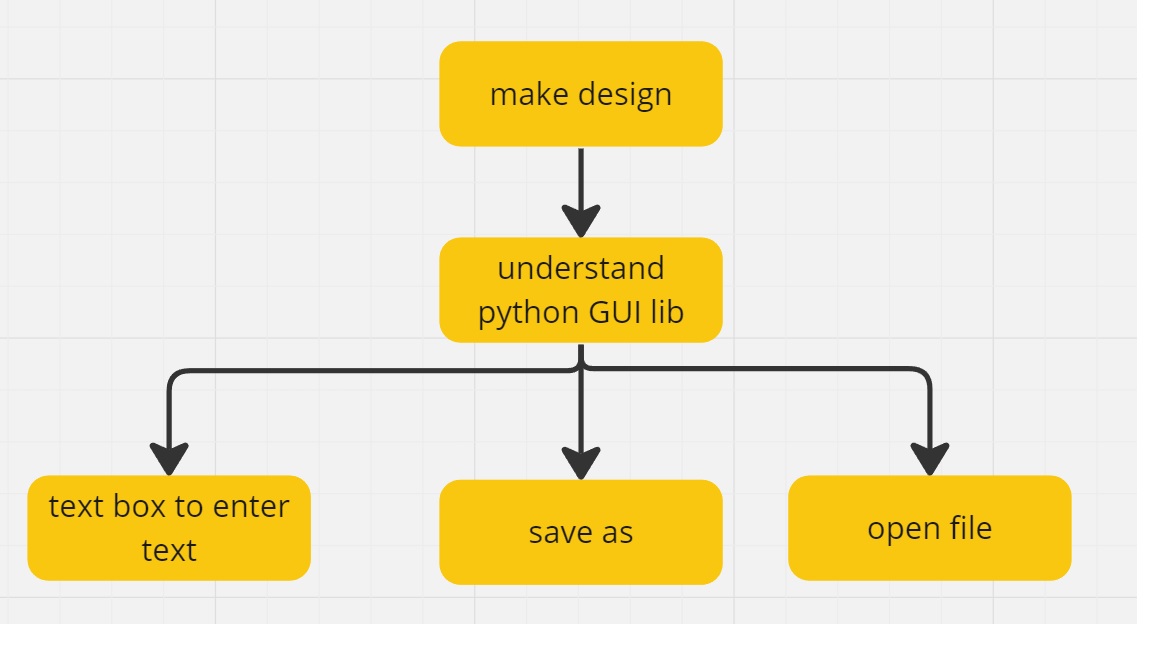 make design
understand
python GUI lib
text box to enter
text
save as
open file